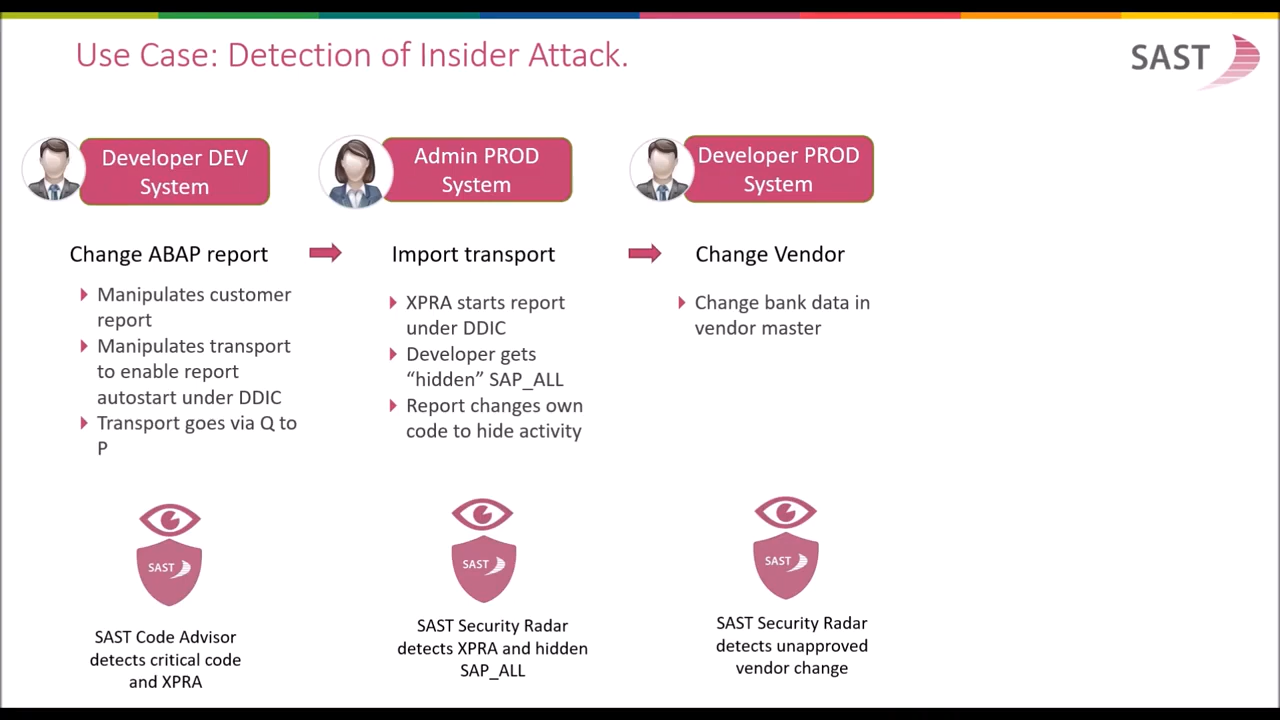 Use Case: Detection of Insider Attack.
SAST
Developer DEV
System
Change ABAP report
Manipulates customer
report
Manipulates transport
to enable report
autostart under DDIC
Transport goes via Q to
P
SAST
SAST Code Advisor
detects critical code
and XPRA
Admin PROD
System
Import transport
XPRA starts report
under DDIC
Developer gets
“hidden” SAP_ALL
Report changes own
code to hide activity
SAST
SAST Security Radar
detects XPRA and hidden
SAP_ALL
Developer PROD
System
Change Vendor
Change bank data in
vendor master
SAST
SAST Security Radar
detects unapproved
vendor change